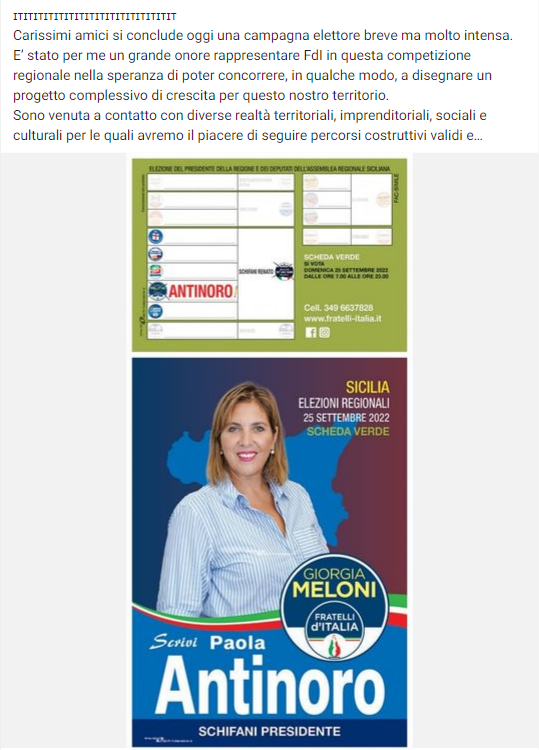 ITITITITITITITITITITITITITIT
Carissimi amici si conclude oggi una campagna elettore breve ma molto intensa.
E' stato per me un grande onore rappresentare FdI in questa competizione
regionale nella speranza di poter concorrere, in qualche modo, a disegnare un
progetto complessivo di crescita per questo nostro territorio.
Sono venuta a contatto con diverse realtà territoriali, imprenditoriali, sociali e
culturali per le quali avremo il piacere di seguire percorsi costruttivi validi e...
ELEZIONE DEL PRESIDENTE DELLA REGIONE E DEI DEPUTATI DELL'ASSEMBLEA REGIONALE SICILIANA
FAC-SIMILE
SCHIFANI RENATO
ANTINORO
SCHEDA VERDE
SI VOTA
DOMENICA 25 SETTEMBRE 2022
DALLE ORE 7.00 ALLE ORE 23.00
Cell. 349 6637828
www.fratelli-italia.it
SICILIA
ELEZIONI REGIONALI
25 SETTEMBRE 2022
SCHEDA VERDE
GIORGIA
MELONI
FRATELLI
d'ITALIA
Scrivi Paola
Antinoro
SCHIFANI PRESIDENTE